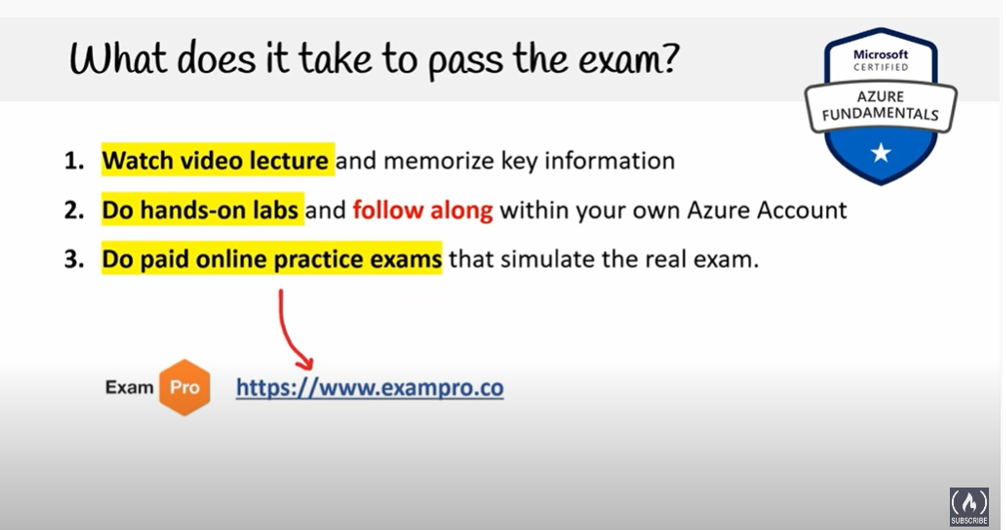 What does it take to pass the exam?
Microsoft
CERTIFIED
AZURE
FUNDAMENTALS
1. Watch video lecture and memorize key information
2. Do hands-on labs and follow along within your own Azure Account
3. Do paid online practice exams that simulate the real exam.
Exam Pro https://www.exampro.co
SUBSCRIBE